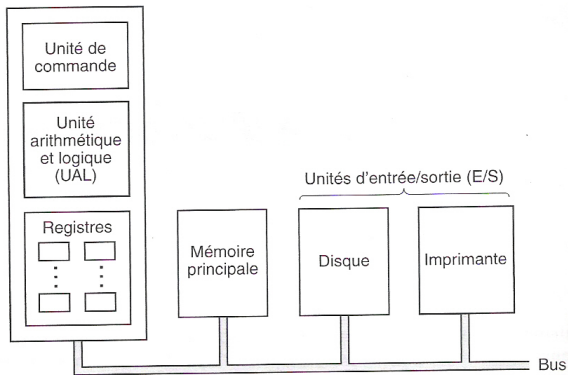 Unité de
commande
Unité
arithmétique
et logique
(UAL)
Registres
Mémoire
principale
Unités d'entrée/sortie (E/S)
Disque
Imprimante
Bus